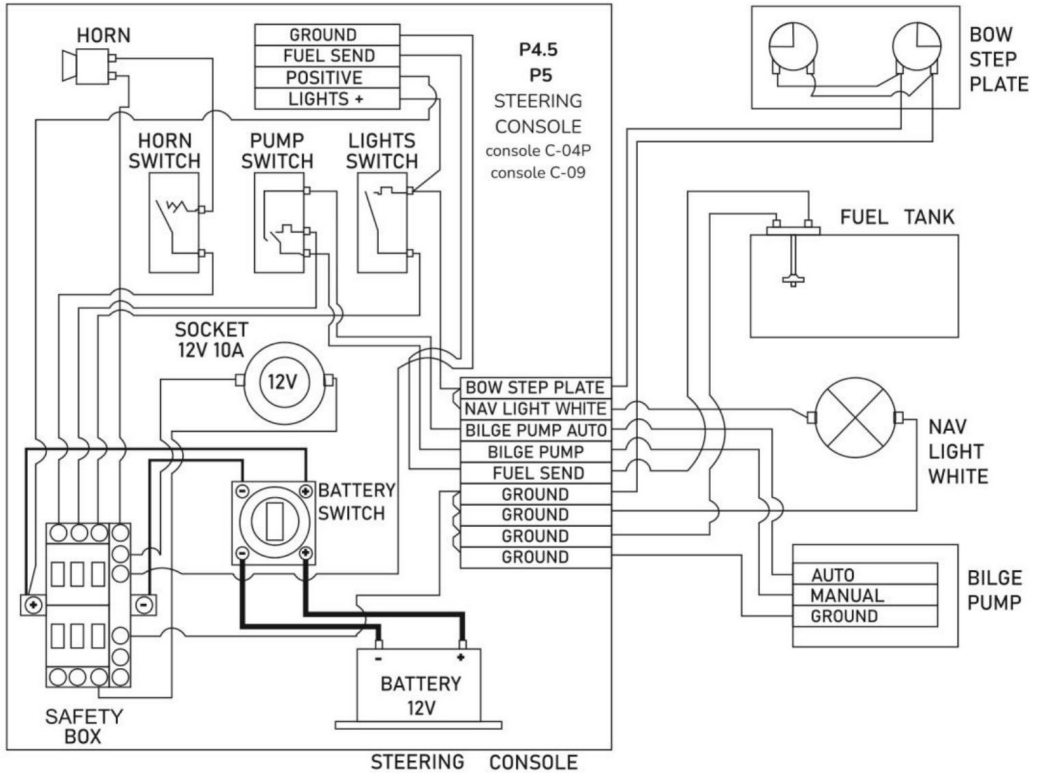 HORN
GROUND
FUEL SEND
POSITIVE
LIGHTS +
P4.5
P5
STEERING
CONSOLE
console C-04P
console C-09
BOW
STEP
PLATE
HORN
SWITCH
PUMP
SWITCH
LIGHTS
SWITCH
FUEL TANK
SOCKET
12V 10A
12V
BOW STEP PLATE
NAV LIGHT WHITE
BILGE PUMP AUTO
BILGE PUMP
FUEL SEND
GROUND
GROUND
GROUND
GROUND
NAV
LIGHT
WHITE
- +
- +
BATTERY
SWITCH
+ -
AUTO
MANUAL
GROUND
BILGE
PUMP
- +
BATTERY
12V
SAFETY
BOX
STEERING CONSOLE